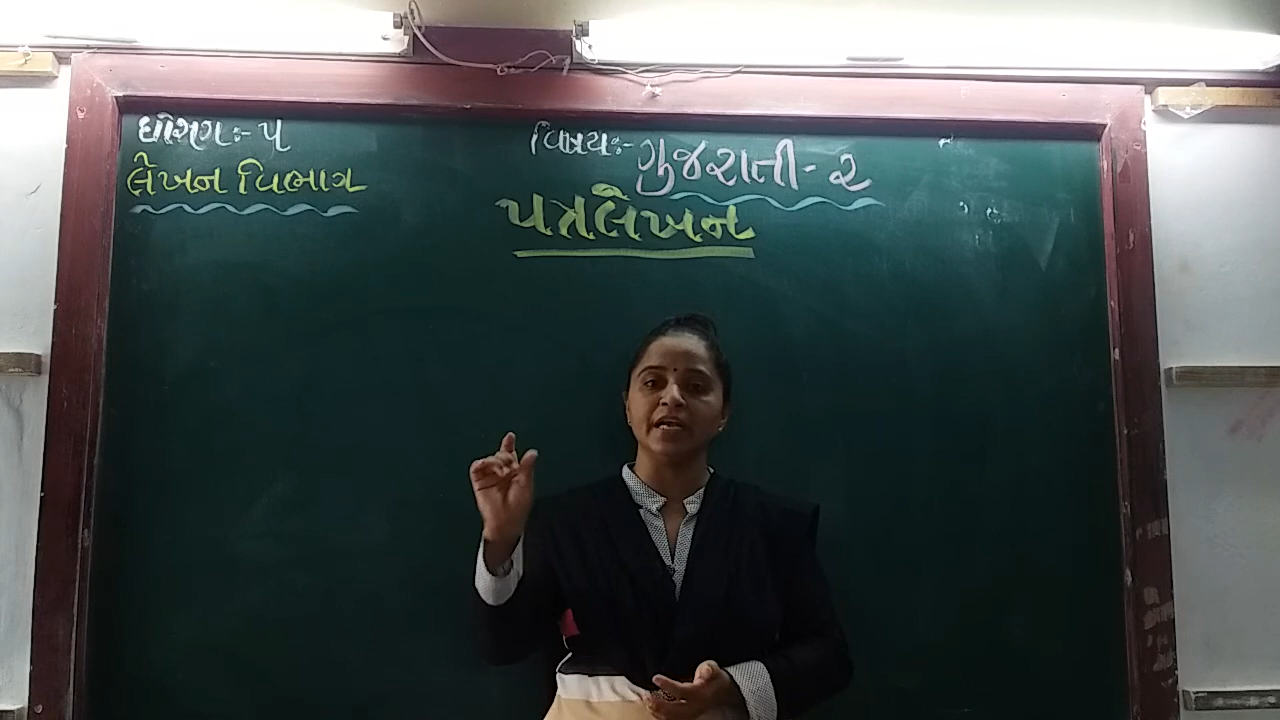 ધોરણ:- ૫
વિષય:- ગુજરાતી - ૨
લેખન વિભાગ
પત્રલેખન